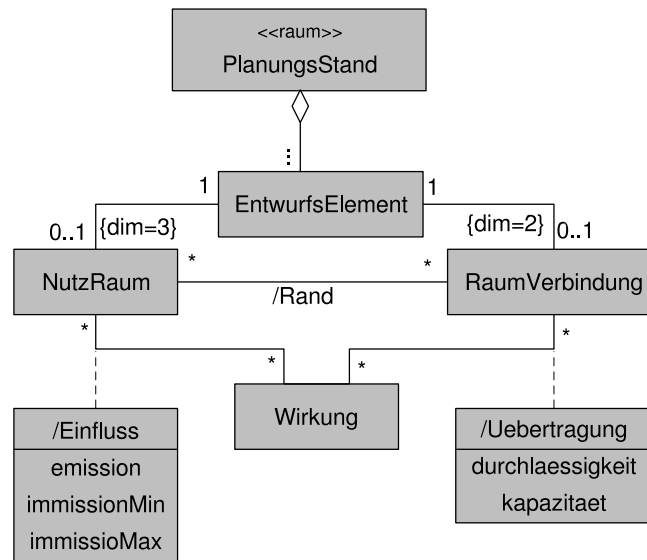 <<raum>>
PlanungsStand
...
1
EntwurfsElement
1
0..1
{dim=3}
{dim=2}
0..1
NutzRaum
*
/Rand
*
RaumVerbindung
*
*
*
*
Wirkung
/Einfluss
emission
immissionMin
immissioMax
/Uebertragung
durchlaessigkeit
kapazitaet